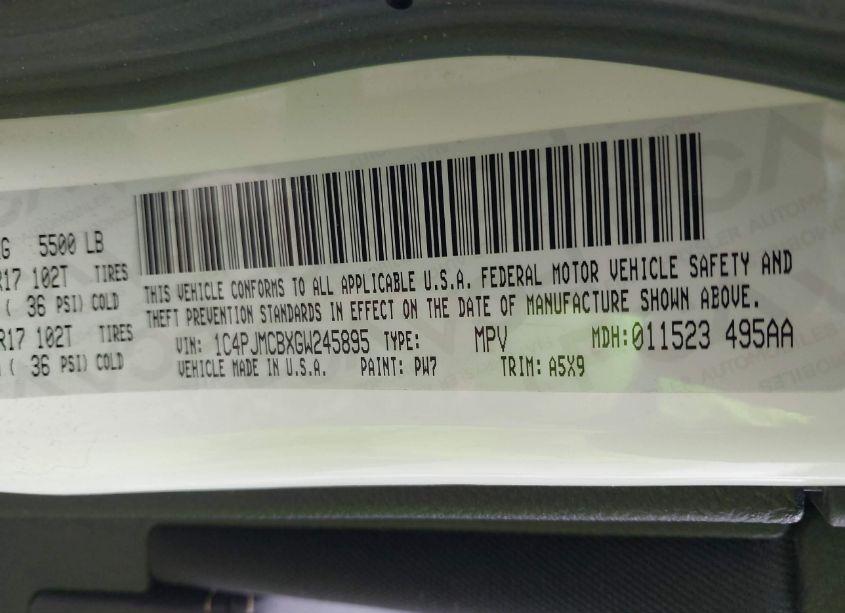 G 5500 LB
R17 102T TIRES
( 36 PSI) COLD
R17 102T TIRES
( 36 PSI) COLD
THIS VEHICLE CONFORMS TO ALL APPLICABLE U.S.A. FEDERAL MOTOR VEHICLE SAFETY AND
THEFT PREVENTION STANDARDS IN EFFECT ON THE DATE OF MANUFACTURE SHOWN ABOVE.
VIN: 1C4PJMCBXGW245895 TYPE: MPV MDH:011523 495AA
VEHICLE MADE IN U.S.A. PAINT: PW7 TRIM: A5X9